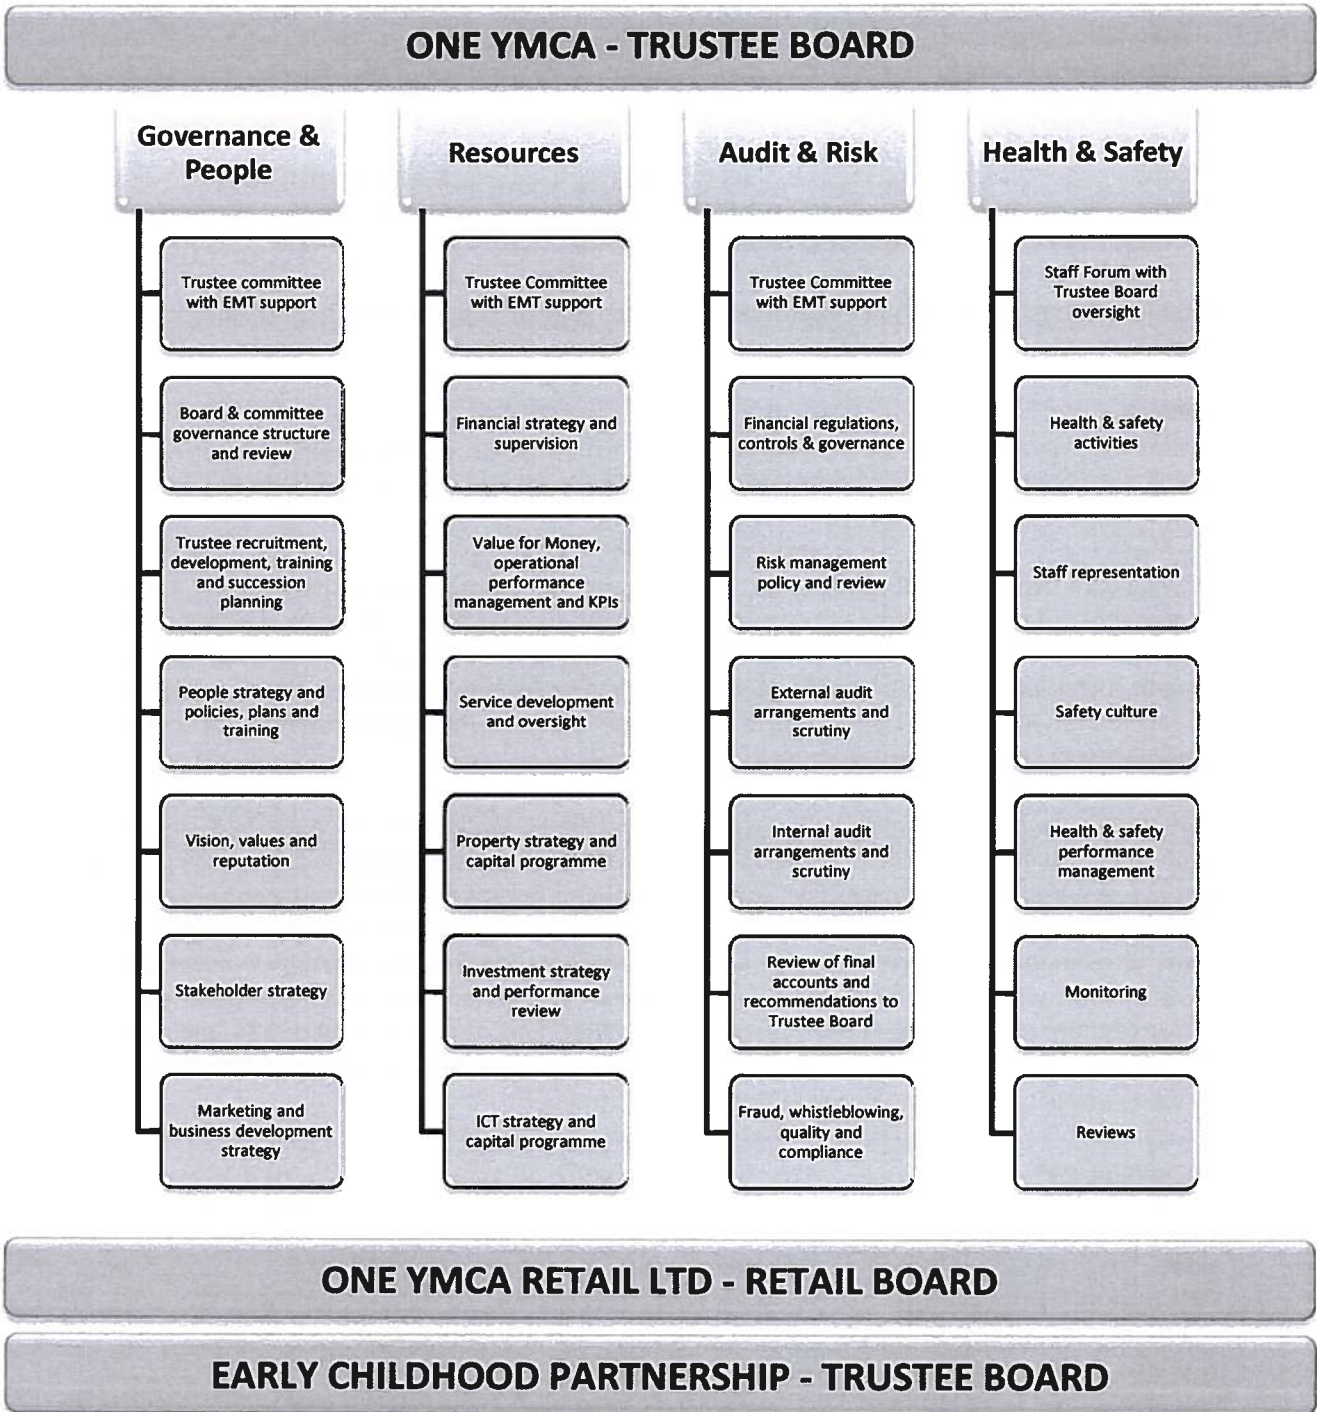 ONE YMCA - TRUSTEE BOARD
Governance &
People
Trustee committee
with EMT support
Board & committee
governance structure
and review
Trustee recruitment,
development, training
and succession
planning
People strategy and
policies, plans and
training
Vision, values and
reputation
Stakeholder strategy
Marketing and
business development
strategy
Resources
Trustee Committee
with EMT support
Financial strategy and
supervision
Value for Money,
operational
performance
management and KPIs
Service development
and oversight
Property strategy and
capital programme
Investment strategy
and performance
review
ICT strategy and
capital programme
Audit & Risk
Trustee Committee
with EMT support
Financial regulations,
controls & governance
Risk management
policy and review
External audit
arrangements and
scrutiny
Internal audit
arrangements and
scrutiny
Review of final
accounts and
recommendations to
Trustee Board
Fraud, whistleblowing,
quality and
compliance
Health & Safety
Staff Forum with
Trustee Board
oversight
Health & safety
activities
Staff representation
Safety culture
Health & safety
performance
management
Monitoring
Reviews
ONE YMCA RETAIL LTD - RETAIL BOARD
EARLY CHILDHOOD PARTNERSHIP - TRUSTEE BOARD